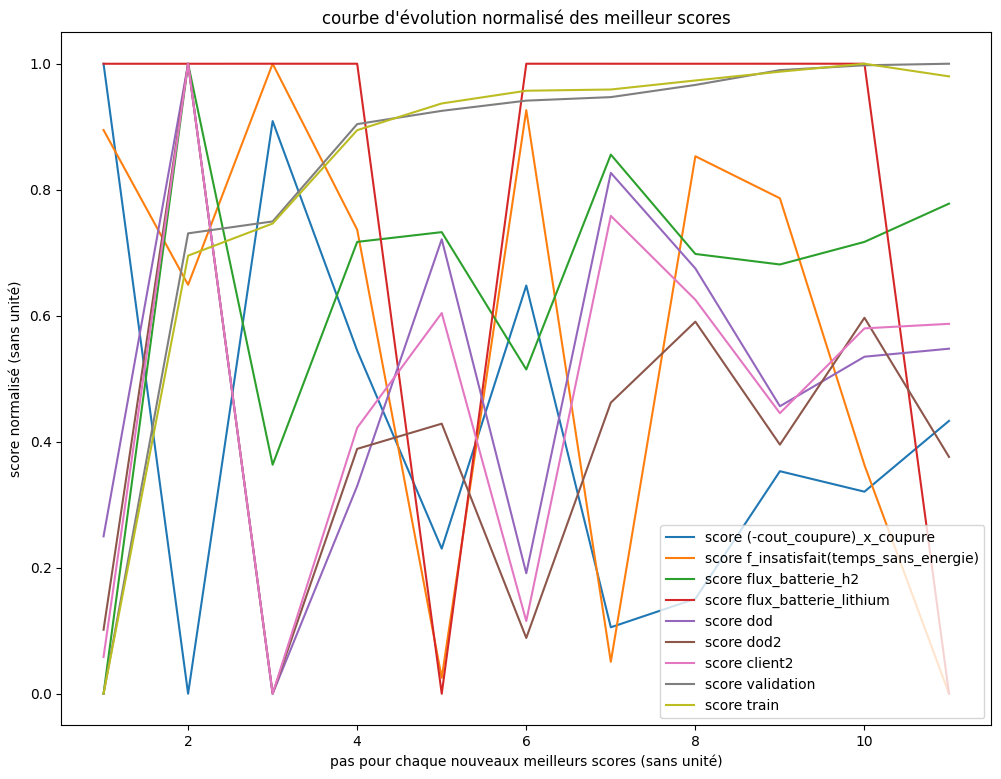 courbe d'évolution normalisé des meilleur scores
score normalisé (sans unité)
1.0
0.8
0.6
0.4
0.2
0.0
score (-cout_coupure)_x_coupure
score f_insatisfait(temps_sans_energie)
score flux_batterie_h2
score flux_batterie_lithium
score dod
score dod2
score client2
score validation
score train
2
4
6
8
10
pas pour chaque nouveaux meilleurs scores (sans unité)